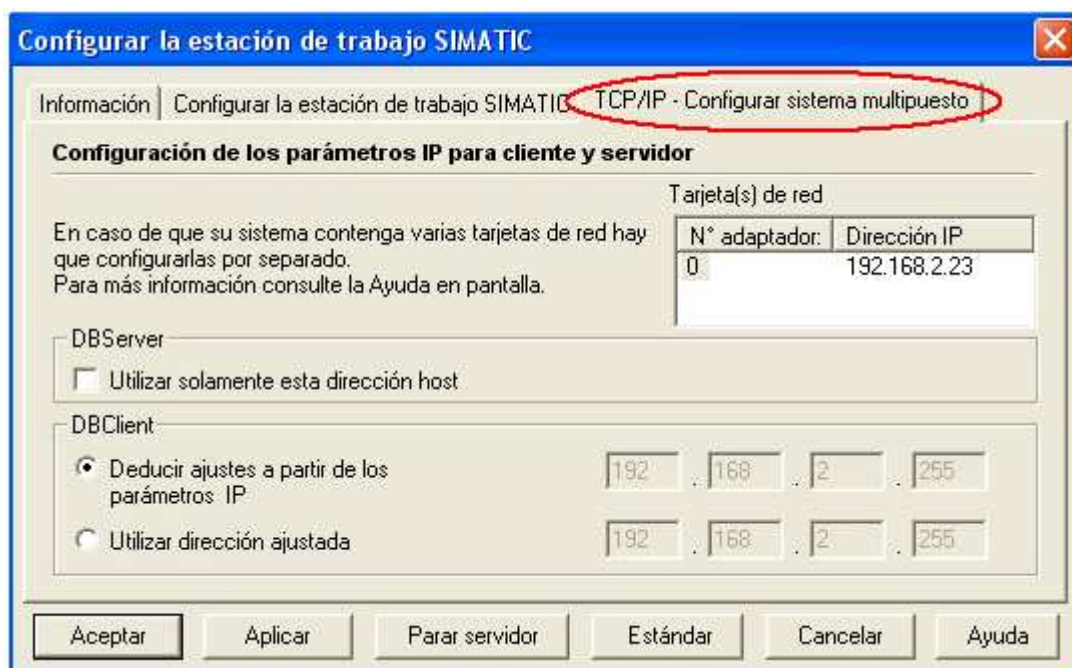 Configurar la estación de trabajo SIMATIC
Información
Configurar la estación de trabajo SIMATIC
TCP/IP - Configurar sistema multipuesto
Configuración de los parámetros IP para cliente y servidor
En caso de que su sistema contenga varias tarjetas de red hay
que configurarlas por separado.
Para más información consulte la Ayuda en pantalla.
Tarjeta(s) de red
N° adaptador: Dirección IP
0 192.168.2.23
DBServer
Utilizar solamente esta dirección host
DBClient
Deducir ajustes a partir de los
parámetros IP
192 . 168 . 2 . 255
Utilizar dirección ajustada
192 . 168 . 2 . 255
Aceptar
Aplicar
Parar servidor
Estándar
Cancelar
Ayuda